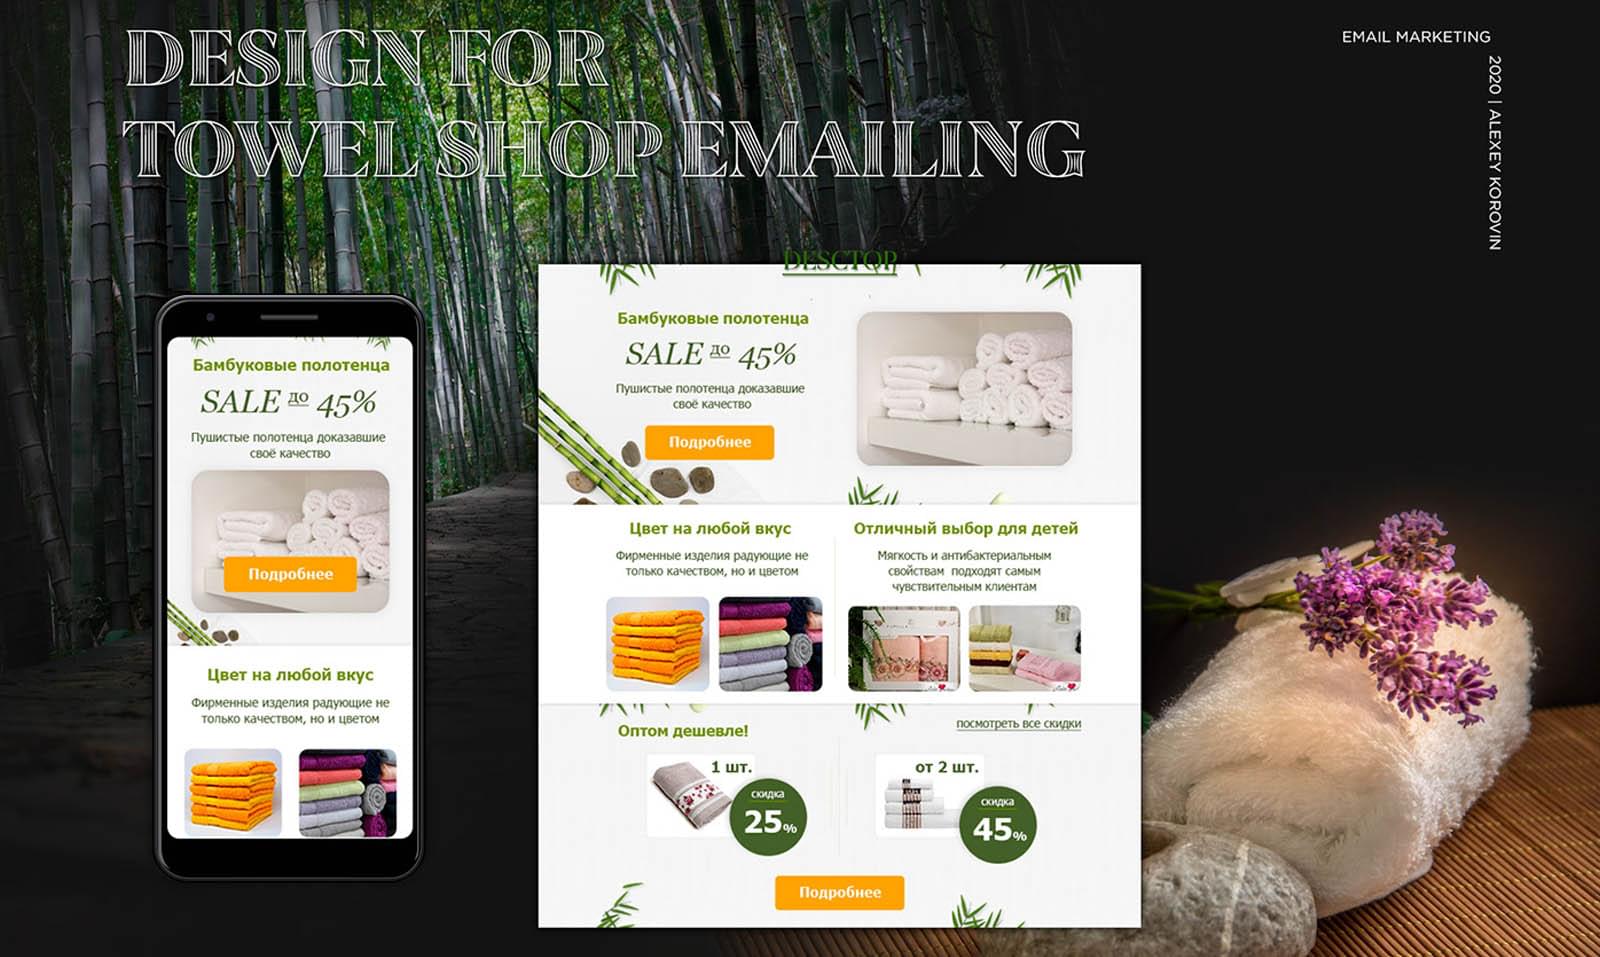 DESIGN FOR
TOWEL SHOP EMAILING
EMAIL MARKETING
2020 | ALEXEY KOROVIN
Бамбуковые полотенца
SALE до 45%
Пушистые полотенца доказавшие
своё качество
Подробнее
Цвет на любой вкус
Фирменные изделия радующие не
только качеством, но и цветом
DESCTOP
Бамбуковые полотенца
SALE до 45%
Пушистые полотенца доказавшие
своё качество
Подробнее
Цвет на любой вкус
Фирменные изделия радующие не
только качеством, но и цветом
Отличный выбор для детей
Мягкость и антибактериальным
свойствам подходят самым
чувствительным клиентам
Оптом дешевле!
посмотреть все скидки
1 шт.
скидка
25%
от 2 шт.
скидка
45%
Подробнее